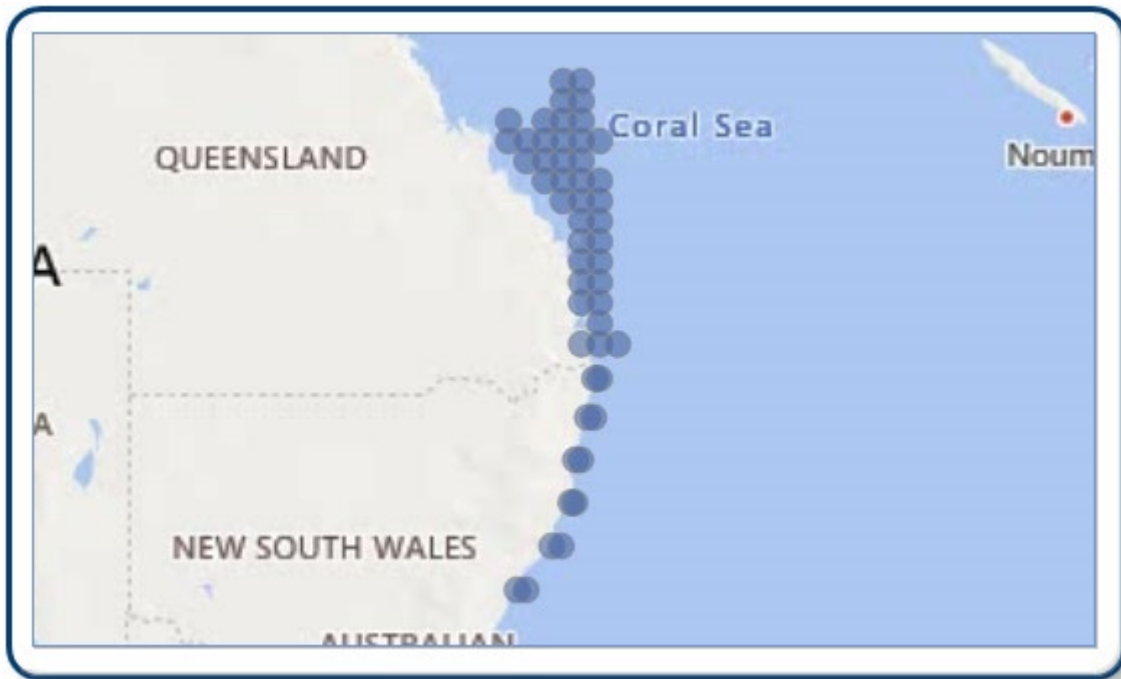 Coral Sea
QUEENSLAND
Noum
A
A
NEW SOUTH WALES
AUSTRALIAN